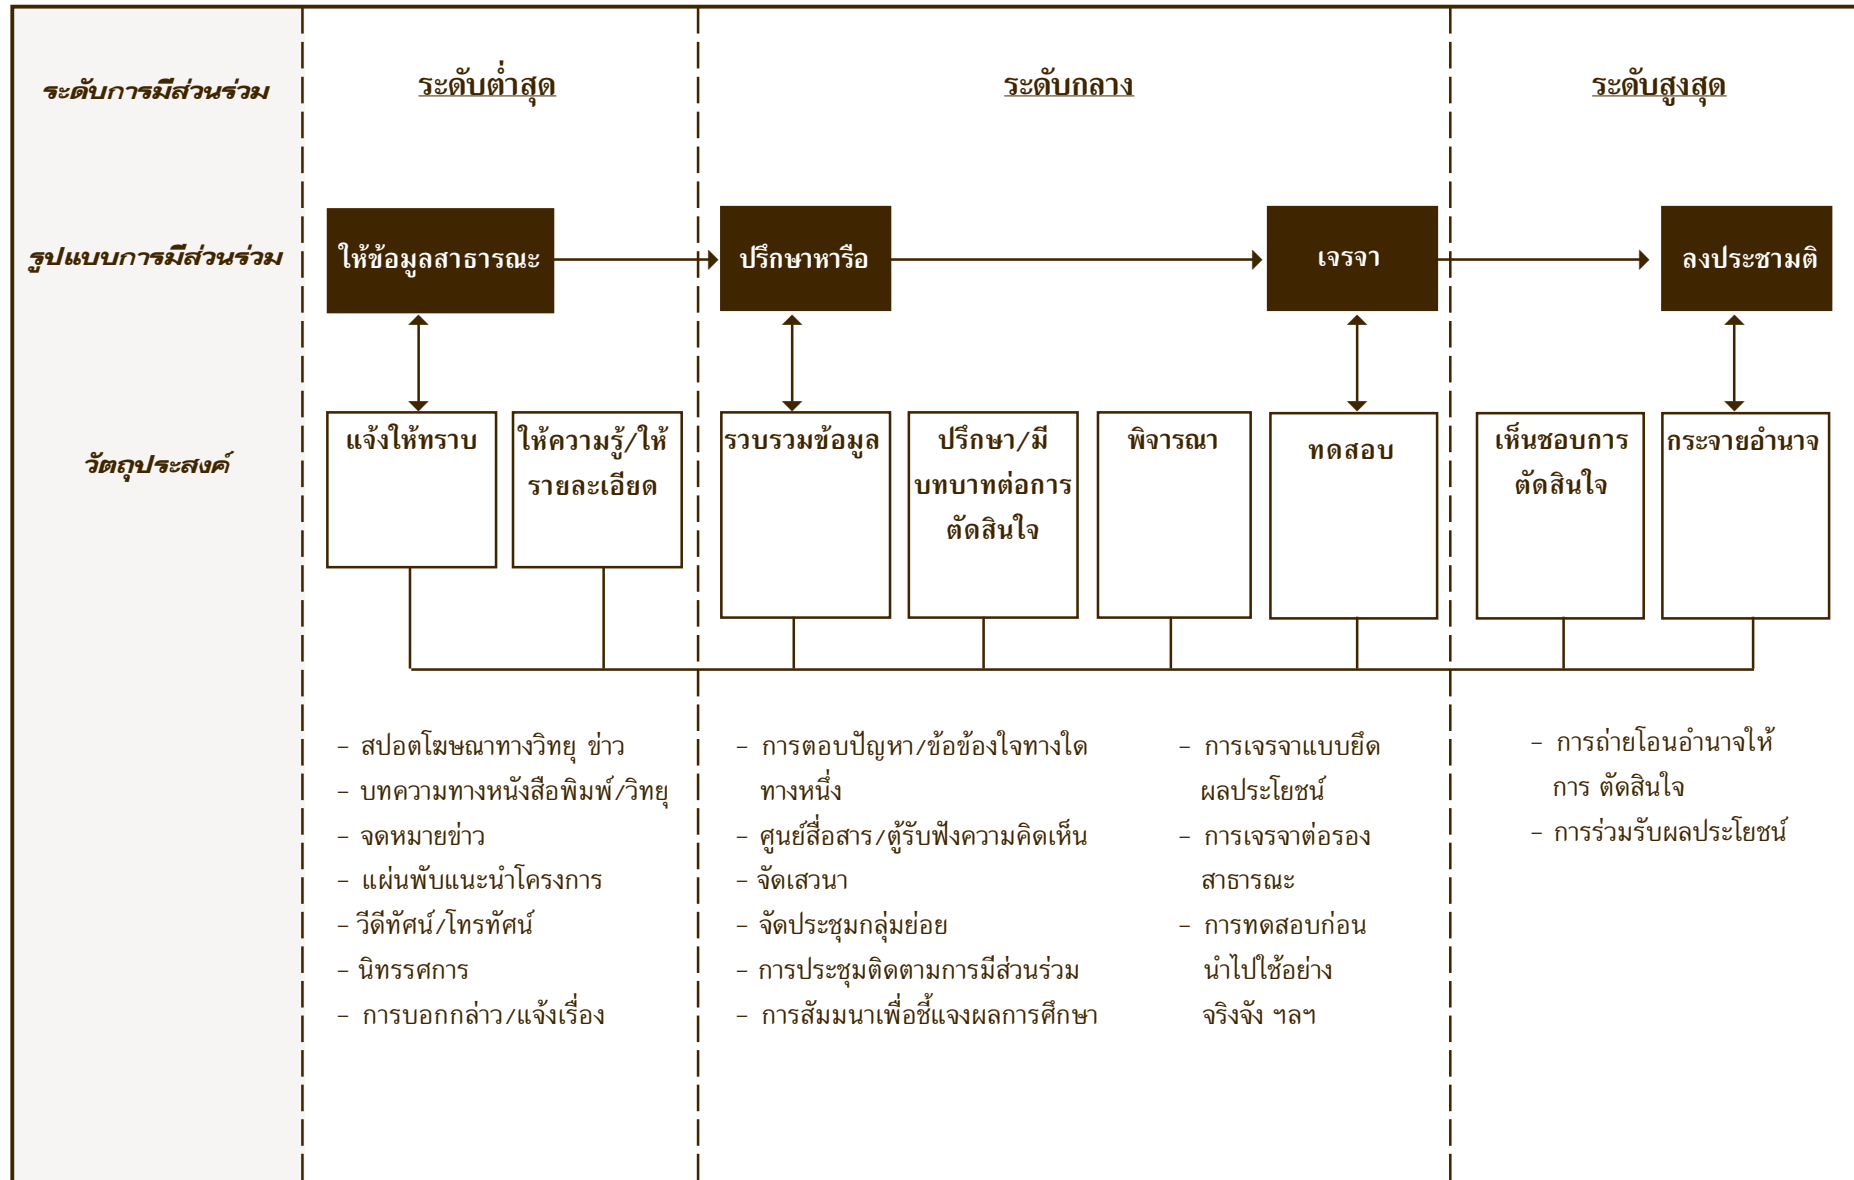 ระดับการมีส่วนร่วม
ระดับต่ำสุด
ระดับกลาง
ระดับสูงสุด
รูปแบบการมีส่วนร่วม
ให้ข้อมูลสาธารณะ
ปรึกษาหารือ
เจรจา
ลงประชามติ
วัตถุประสงค์
แจ้งให้ทราบ
ให้ความรู้/ให้
รายละเอียด
รวบรวมข้อมูล
ปรึกษา/มี
บทบาทต่อการ
ตัดสินใจ
พิจารณา
ทดสอบ
เห็นชอบการ
ตัดสินใจ
กระจายอำนาจ
– สปอตโฆษณาทางวิทยุ ข่าว
– บทความทางหนังสือพิมพ์/วิทยุ
– จดหมายข่าว
– แผ่นพับแนะนำโครงการ
– วีดีทัศน์/โทรทัศน์
– นิทรรศการ
– การบอกกล่าว/แจ้งเรื่อง
– การตอบปัญหา/ข้อข้องใจทางใด
ทางหนึ่ง
– ศูนย์สื่อสาร/ตู้รับฟังความคิดเห็น
– จัดเสวนา
– จัดประชุมกลุ่มย่อย
– การประชุมติดตามการมีส่วนร่วม
– การสัมมนาเพื่อชี้แจงผลการศึกษา
– การเจรจาแบบยึด
ผลประโยชน์
– การเจรจาต่อรอง
สาธารณะ
– การทดสอบก่อน
นำไปใช้อย่าง
จริงจัง ฯลฯ
– การถ่ายโอนอำนาจให้
การ ตัดสินใจ
– การร่วมรับผลประโยชน์